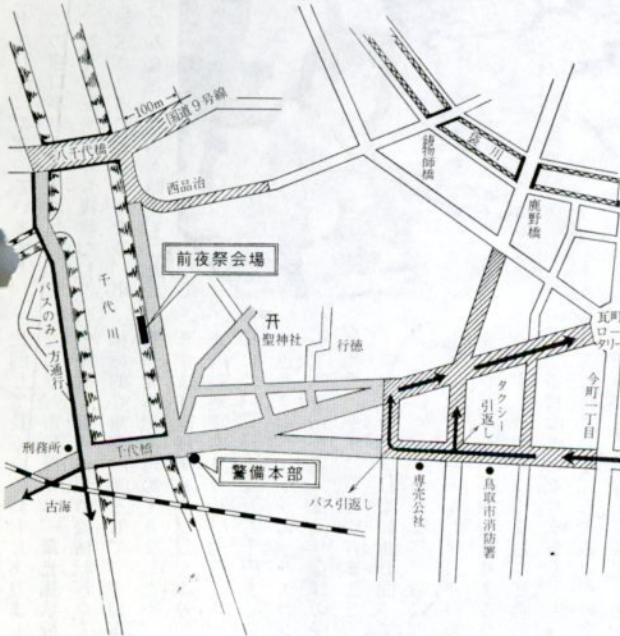 100m
国道9号線
八千代橋
西品治
鋳物師橋
袋川
鹿野橋
前夜祭会場
千代川
バスのみ一方通行
聖神社
行徳
瓦町
ロー
タリー
今町一丁目
タクシー
引返し
刑務所
千代橋
警備本部
古海
バス引返し
専売公社
鳥取市消防署